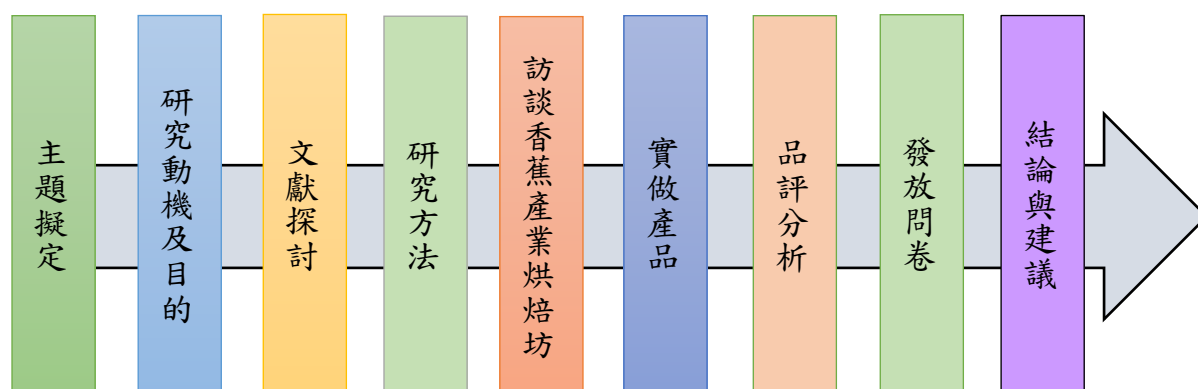 主題擬定
研究動機及目的
文獻探討
研究方法
訪談香蕉產業烘焙坊
實做產品
品評分析
發放問卷
結論與建議